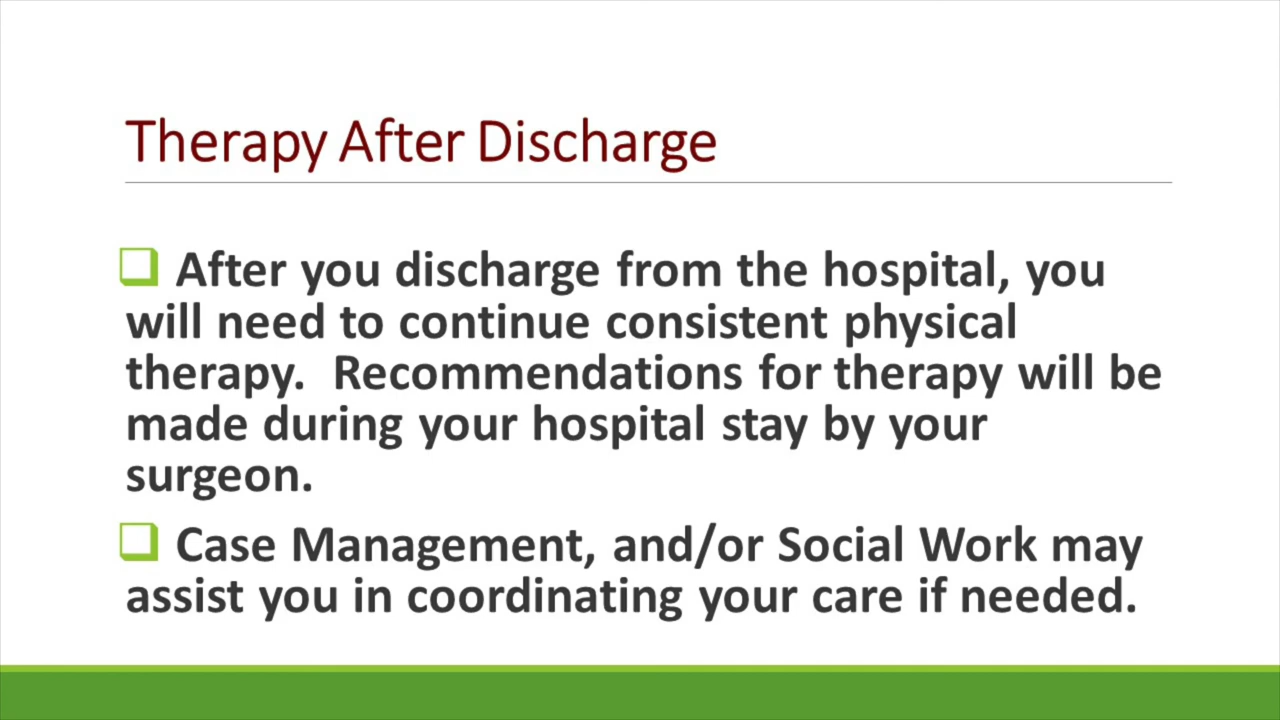 Therapy After Discharge
After you discharge from the hospital, you
will need to continue consistent physical
therapy.  Recommendations for therapy will be
made during your hospital stay by your
surgeon.
Case Management, and/or Social Work may
assist you in coordinating your care if needed.